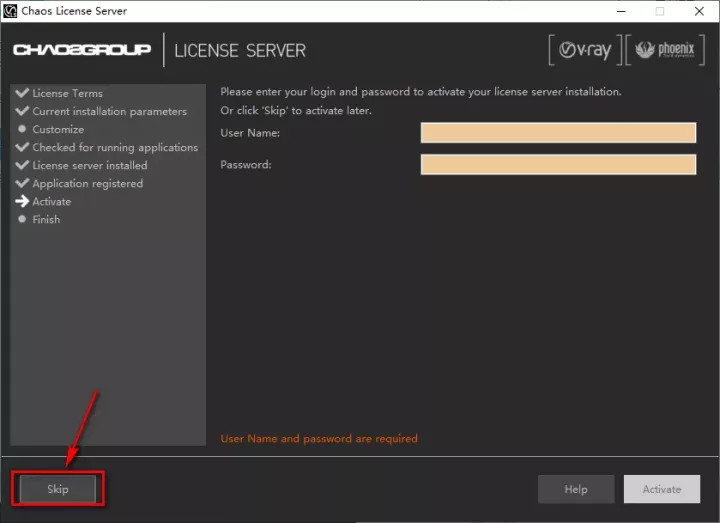 Chaos License Server
CHAOSGROUP LICENSE SERVER
v·ray phoenix
fluid dynamics
License Terms
Current installation parameters
Customize
Checked for running applications
License server installed
Application registered
Activate
Finish
Please enter your login and password to activate your license server installation.
Or click 'Skip' to activate later.
User Name:
Password:
User Name and password are required
Skip
Help
Activate